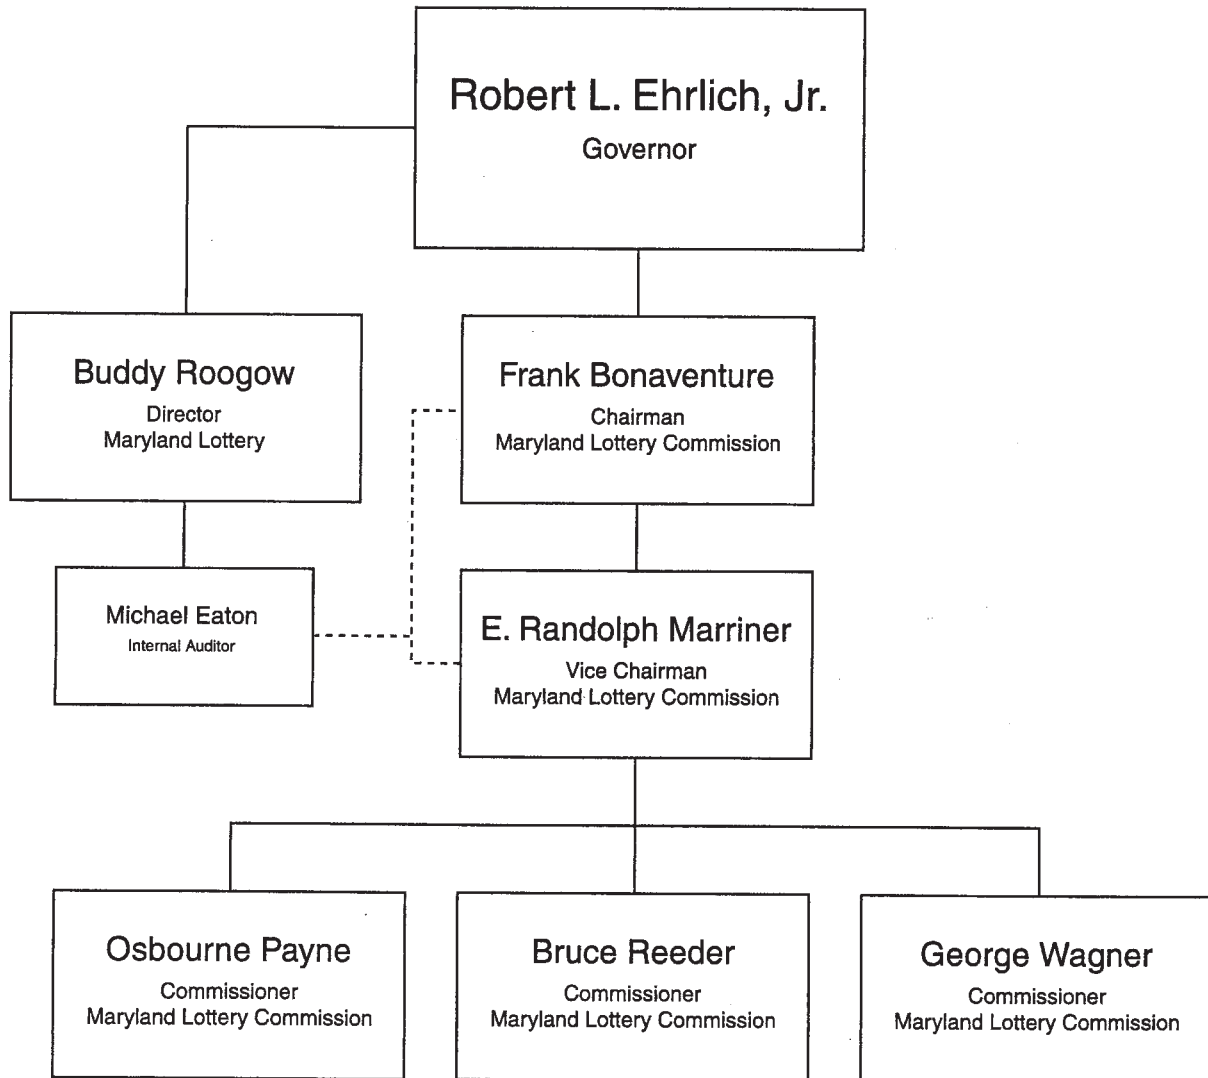 Robert L. Ehrlich, Jr.
Governor
Buddy Roogow
Director
Maryland Lottery
Frank Bonaventure
Chairman
Maryland Lottery Commission
Michael Eaton
Internal Auditor
E. Randolph Marriner
Vice Chairman
Maryland Lottery Commission
Osbourne Payne
Commissioner
Maryland Lottery Commission
Bruce Reeder
Commissioner
Maryland Lottery Commission
George Wagner
Commissioner
Maryland Lottery Commission